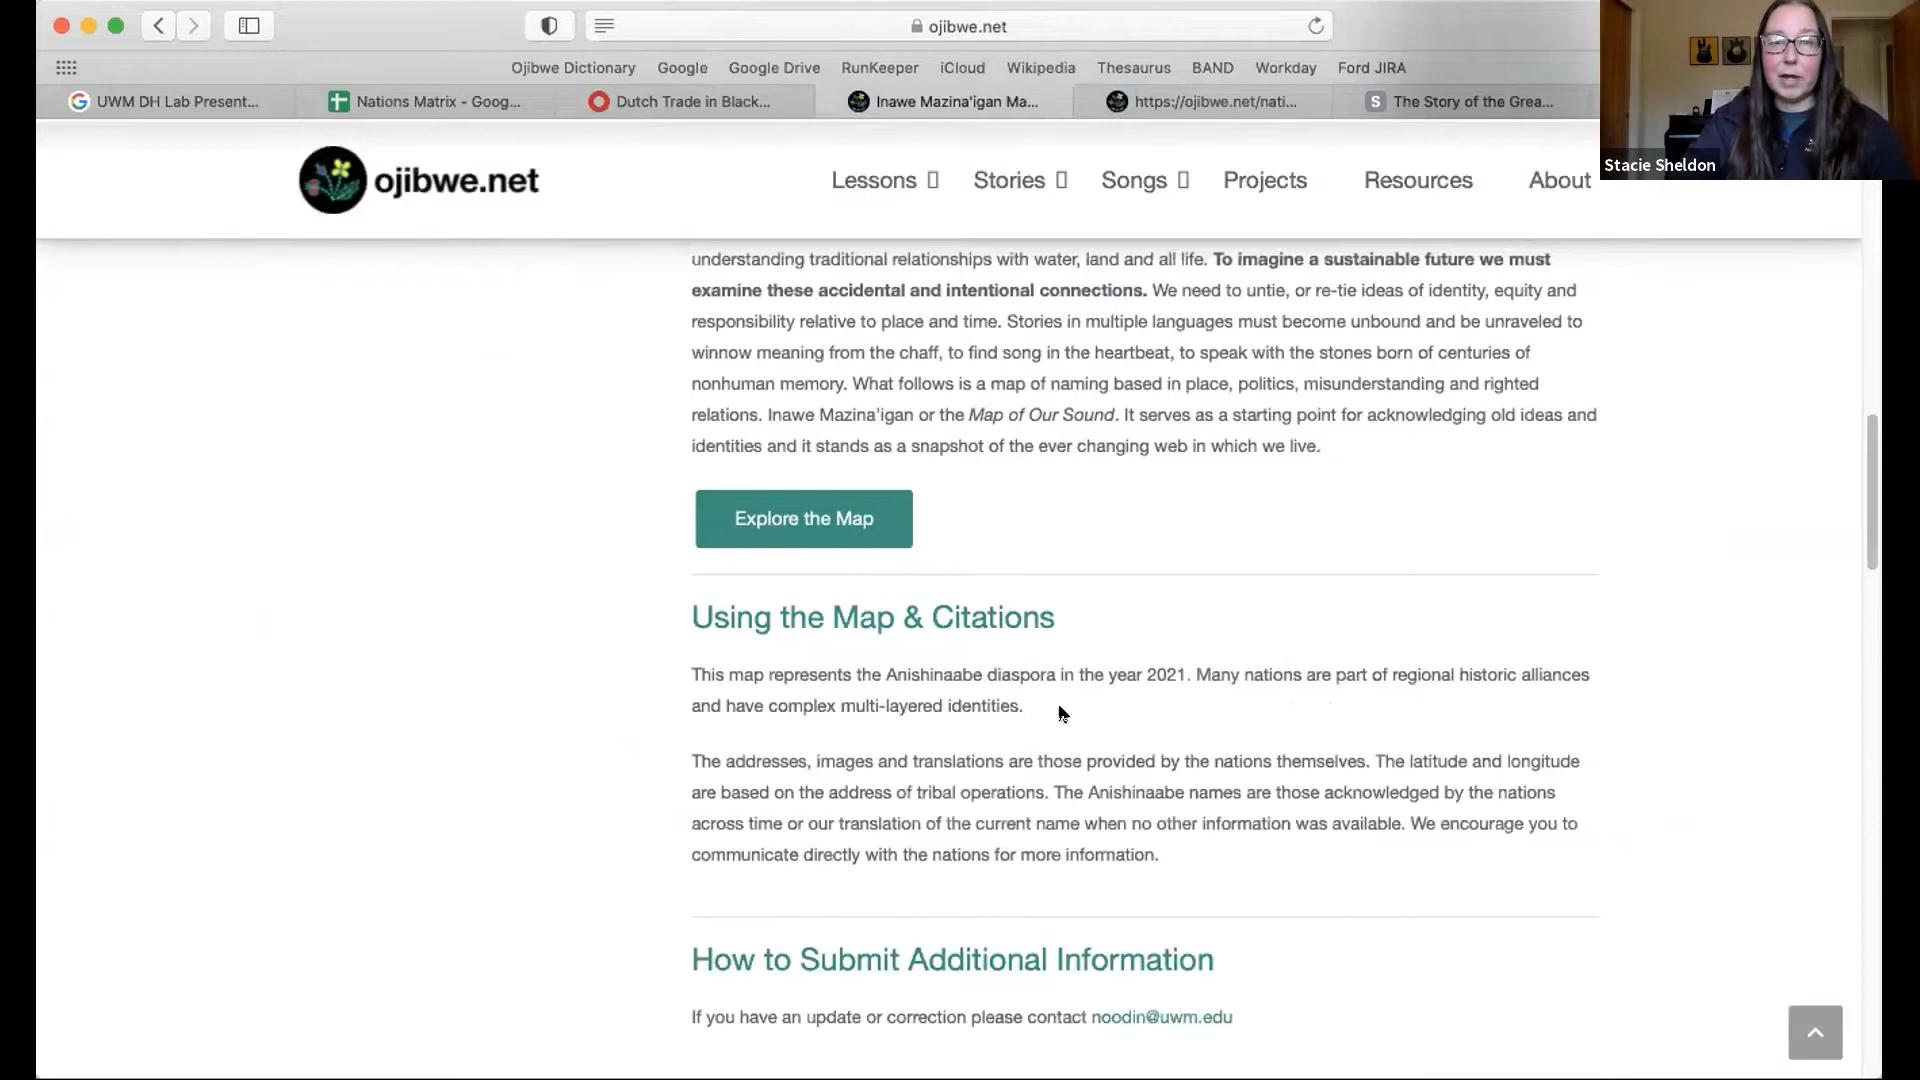 ojibwe.net
Ojibwe Dictionary Google Google Drive RunKeeper iCloud Wikipedia Thesaurus BAND Workday Ford JIRA
UWM DH Lab Present... Nations Matrix - Goog... Dutch Trade in Black... Inawe Mazina'igan Ma... https://ojibwe.net/nati... S The Story of the Grea...
Stacie Sheldon
ojibwe.net Lessons Stories Songs Projects Resources About
understanding traditional relationships with water, land and all life. To imagine a sustainable future we must
examine these accidental and intentional connections. We need to untie, or re-tie ideas of identity, equity and
responsibility relative to place and time. Stories in multiple languages must become unbound and be unraveled to
winnow meaning from the chaff, to find song in the heartbeat, to speak with the stones born of centuries of
nonhuman memory. What follows is a map of naming based in place, politics, misunderstanding and righted
relations. Inawe Mazina'igan or the Map of Our Sound. It serves as a starting point for acknowledging old ideas and
identities and it stands as a snapshot of the ever changing web in which we live.
Explore the Map
Using the Map & Citations
This map represents the Anishinaabe diaspora in the year 2021. Many nations are part of regional historic alliances
and have complex multi-layered identities.
The addresses, images and translations are those provided by the nations themselves. The latitude and longitude
are based on the address of tribal operations. The Anishinaabe names are those acknowledged by the nations
across time or our translation of the current name when no other information was available. We encourage you to
communicate directly with the nations for more information.
How to Submit Additional Information
If you have an update or correction please contact noodin@uwm.edu